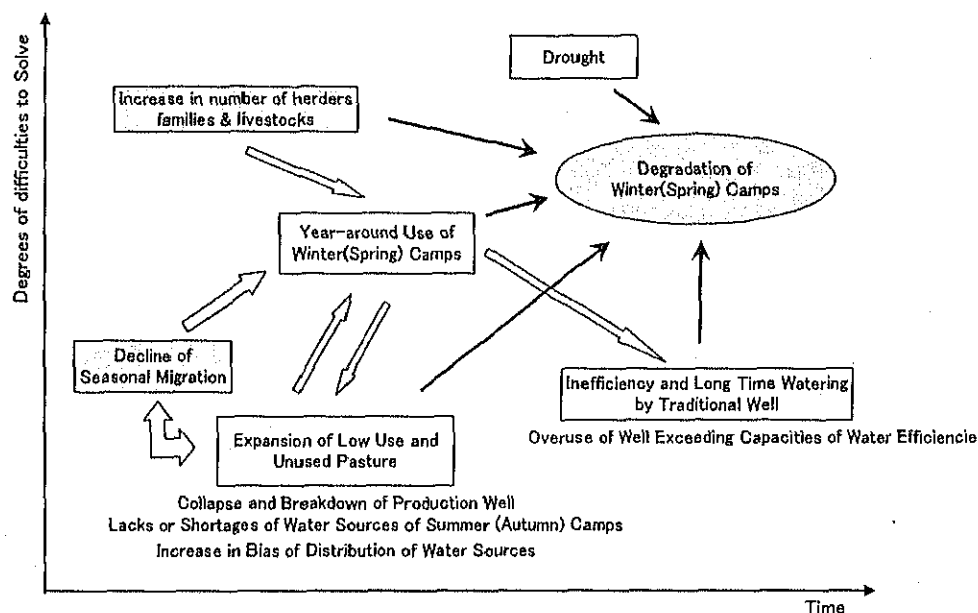 Degrees of difficulties to Solve
Drought
Increase in number of herders
families & livestocks
Degradation of
Winter(Spring) Camps
Year-around Use of
Winter(Spring) Camps
Decline of
Seasonal Migration
Inefficiency and Long Time Watering
by Traditional Well
Overuse of Well Exceeding Capacities of Water Efficiencie
Expansion of Low Use and
Unused Pasture
Collapse and Breakdown of Production Well
Lacks or Shortages of Water Sources of Summer (Autumn) Camps
Increase in Bias of Distribution of Water Sources
Time